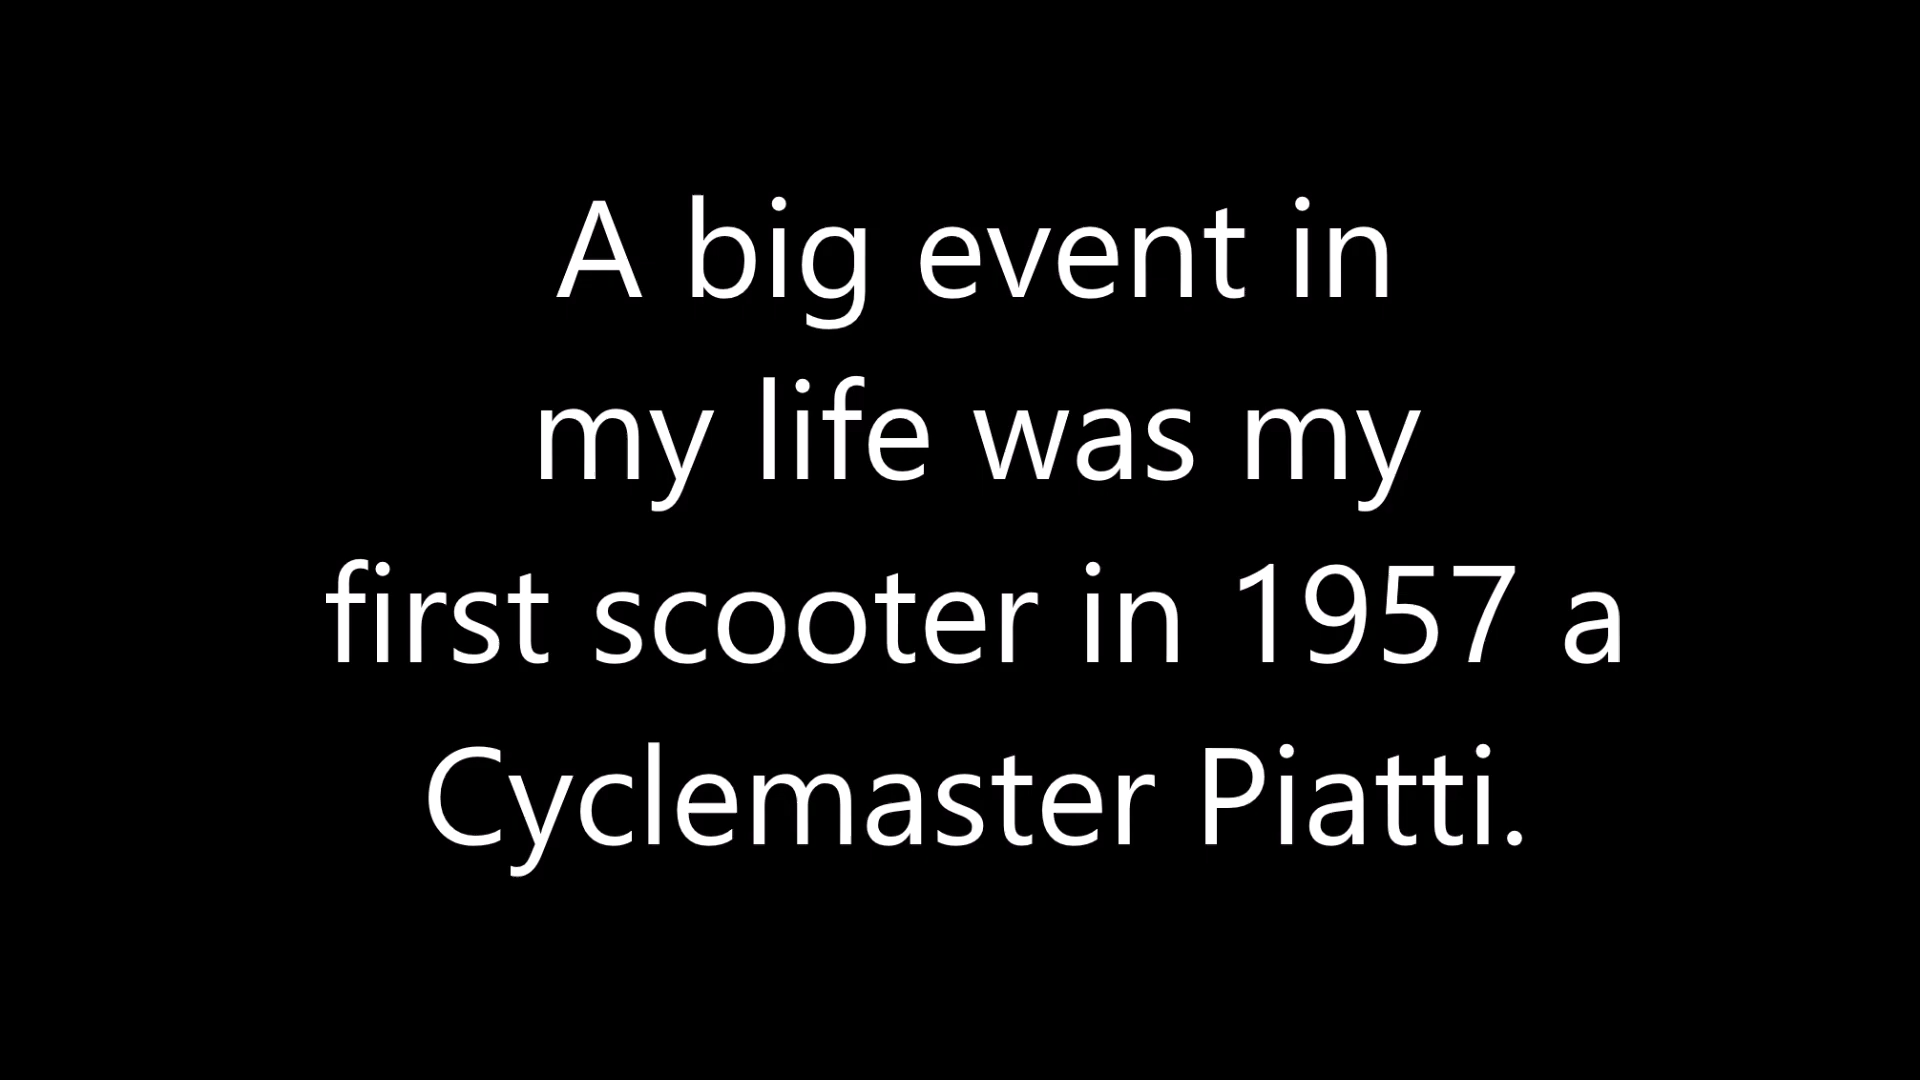 A big event in
my life was my
first scooter in 1957 a
Cyclemaster Piatti.